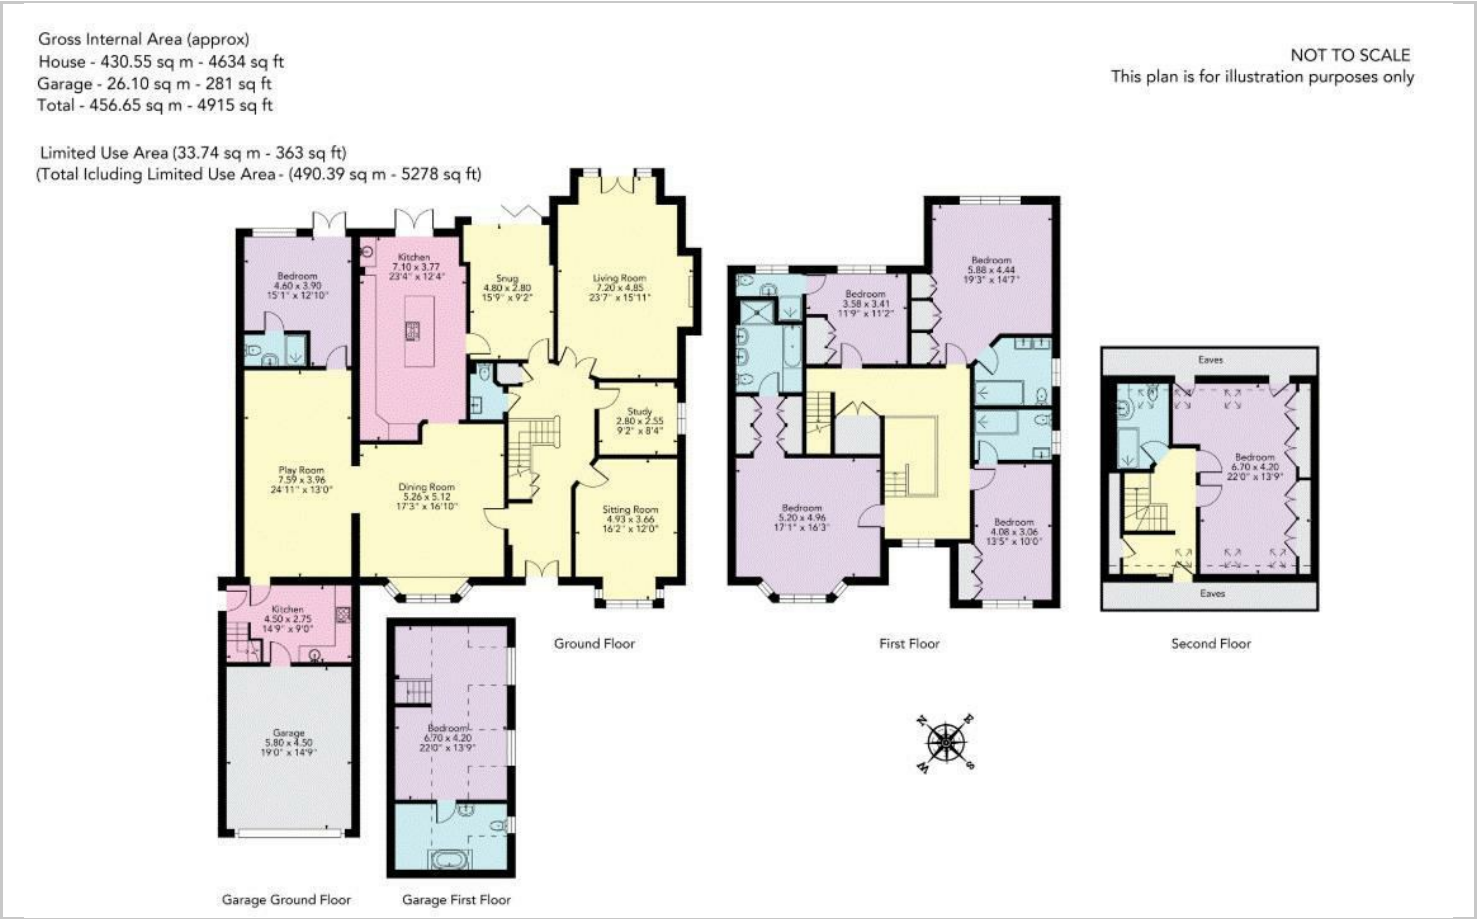 Gross Internal Area (approx)
House - 430.55 sq m - 4634 sq ft
Garage - 26.10 sq m - 281 sq ft
Total - 456.65 sq m - 4915 sq ft
Limited Use Area (33.74 sq m - 363 sq ft)
(Total Icluding Limited Use Area - (490.39 sq m - 5278 sq ft)
NOT TO SCALE
This plan is for illustration purposes only
Bedroom
4.60 x 3.90
15'1" x 12'10"
Kitchen
7.10 x 3.77
23'4" x 12'4"
Snug
4.80 x 2.80
15'9" x 9'2"
Living Room
7.20 x 4.85
23'7" x 15'11"
Study
2.80 x 2.55
9'2" x 8'4"
Play Room
7.59 x 3.96
24'11" x 13'0"
Dining Room
5.26 x 5.12
17'3" x 16'10"
Sitting Room
4.93 x 3.66
16'2" x 12'0"
Kitchen
4.50 x 2.75
14'9" x 9'0"
Garage
5.80 x 4.50
19'0" x 14'9"
Garage Ground Floor
Bedroom
6.70 x 4.20
22'0" x 13'9"
Garage First Floor
Ground Floor
Bedroom
5.88 x 4.44
19'3" x 14'7"
Bedroom
3.58 x 3.41
11'9" x 11'2"
Bedroom
5.20 x 4.96
17'1" x 16'3"
Bedroom
4.08 x 3.06
13'5" x 10'0"
First Floor
Eaves
Bedroom
6.70 x 4.20
22'0" x 13'9"
Eaves
Second Floor
N
E
W
S